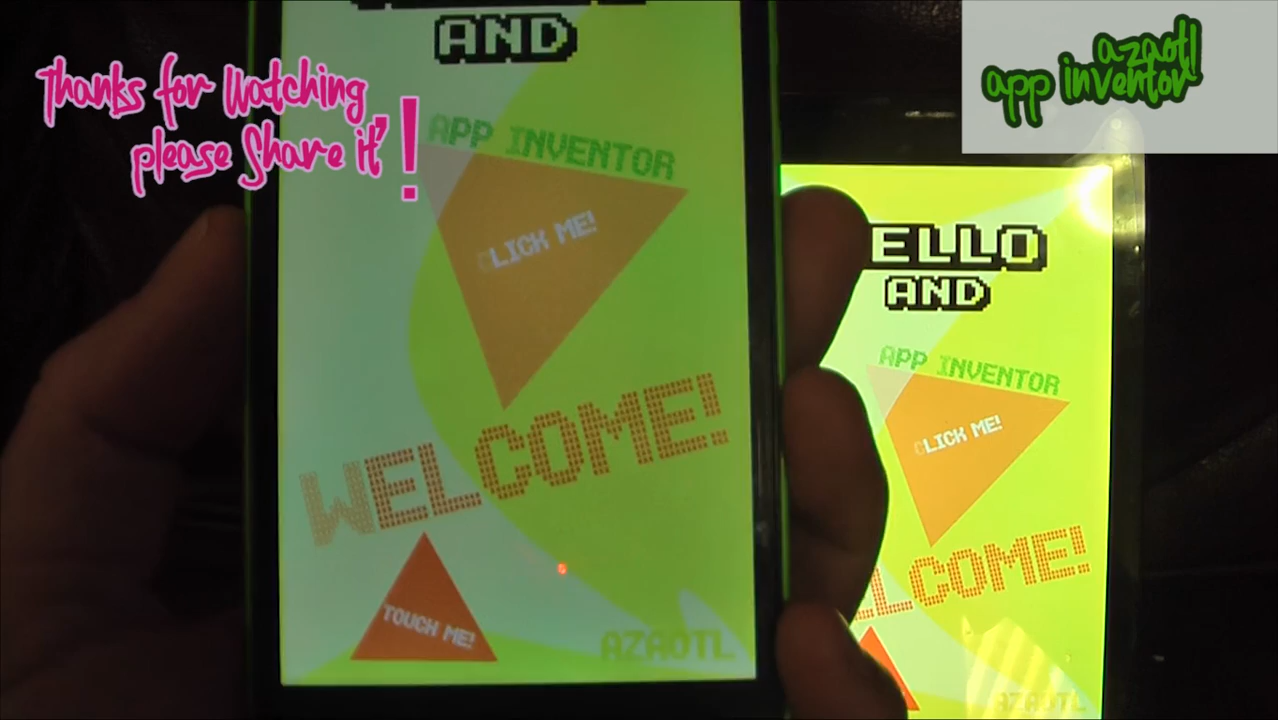 Thanks for Watching,
please Share it'!
azaotl
app inventor
AND
APP INVENTOR
CLICK ME!
WELCOME!
TOUCH ME!
AZAOTL
ELLO
AND
APP INVENTOR
CLICK ME!
LCOME!
AZAOTL